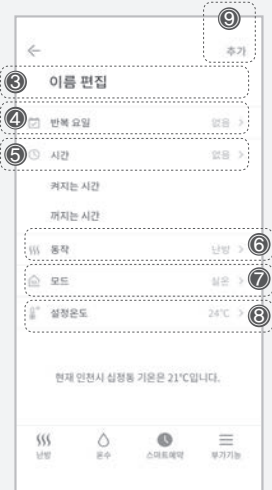 ⑨
← 추가
③ 이름 편집
④ 반복 요일 없음 >
⑤ 시간 없음 >
켜지는 시간
꺼지는 시간
동작 난방 > ⑥
모드 실온 > ⑦
설정온도 24℃ > ⑧
현재 인천시 십정동 기온은 21℃입니다.
난방 온수 스마트예약 부가기능